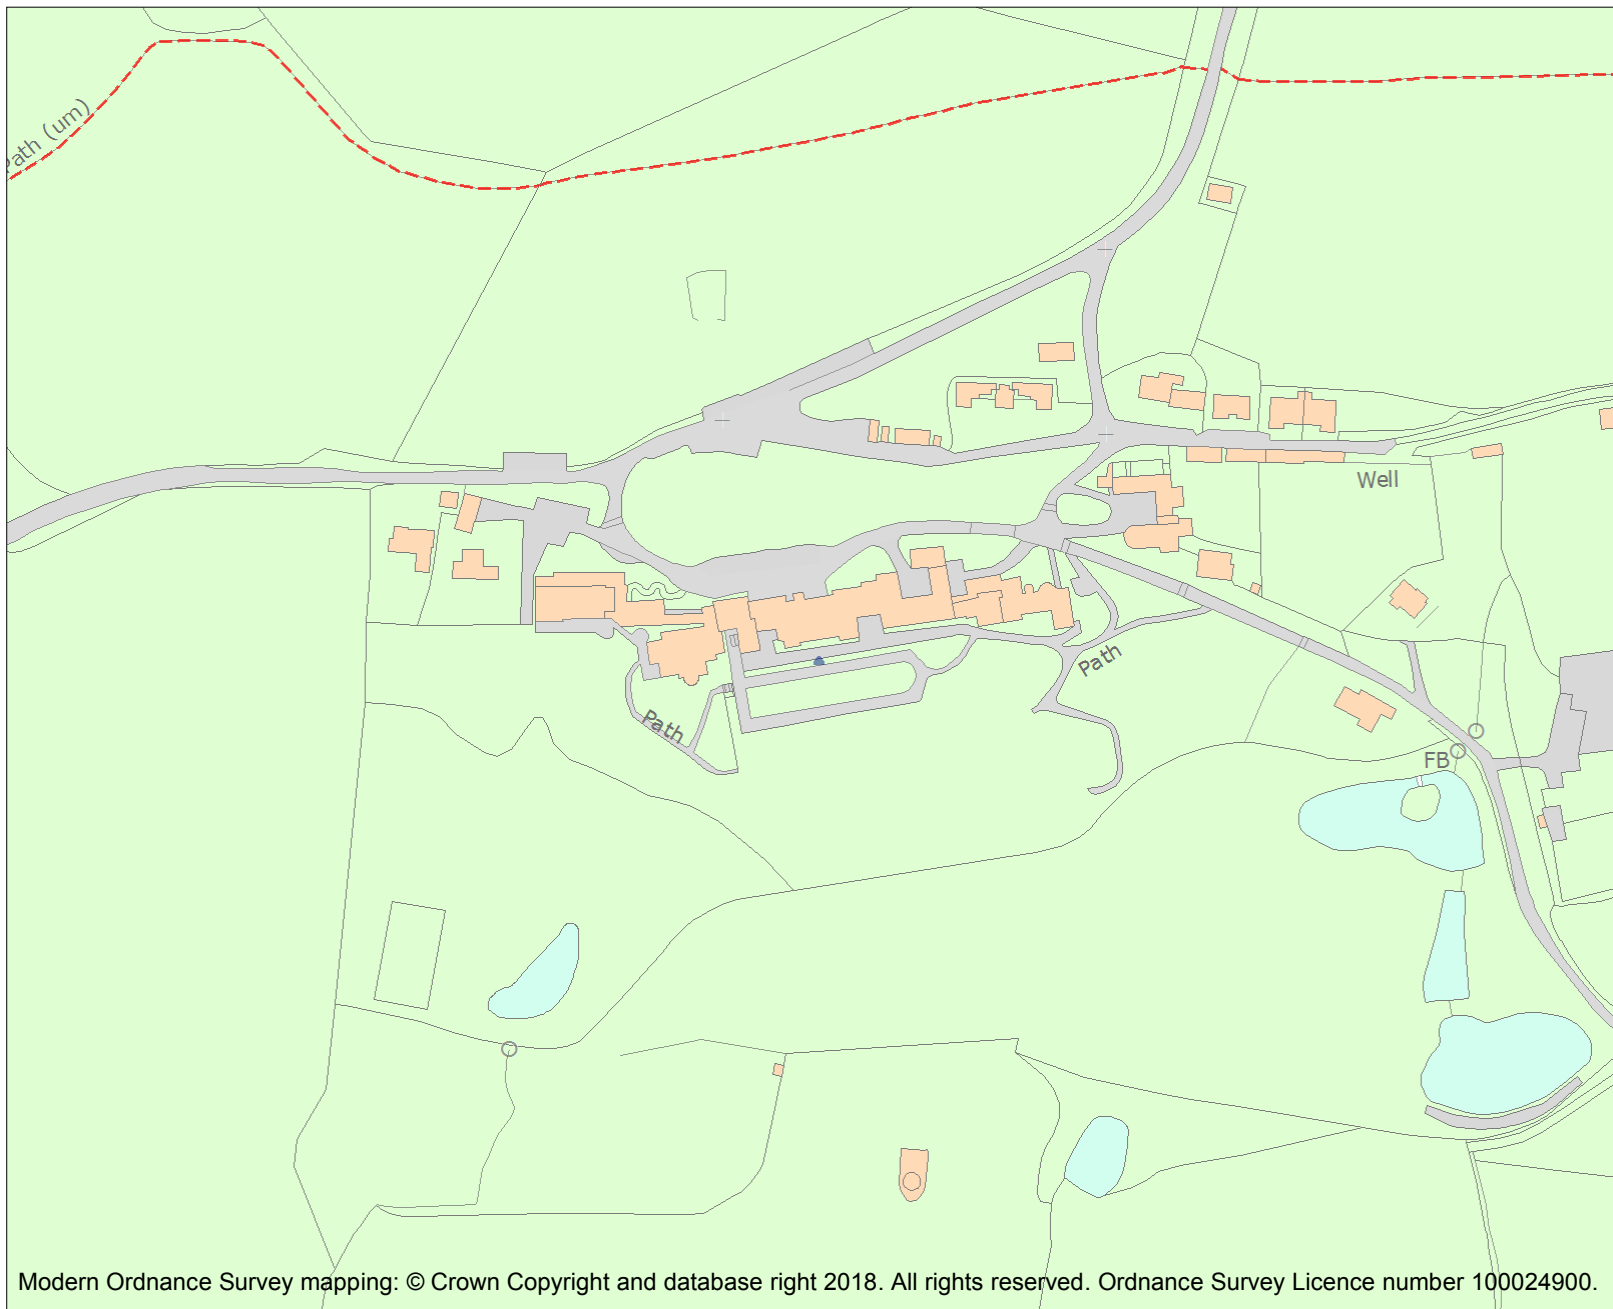 Path (um)
Well
Path
Path
FB
Modern Ordnance Survey mapping: © Crown Copyright and database right 2018. All rights reserved. Ordnance Survey Licence number 100024900.